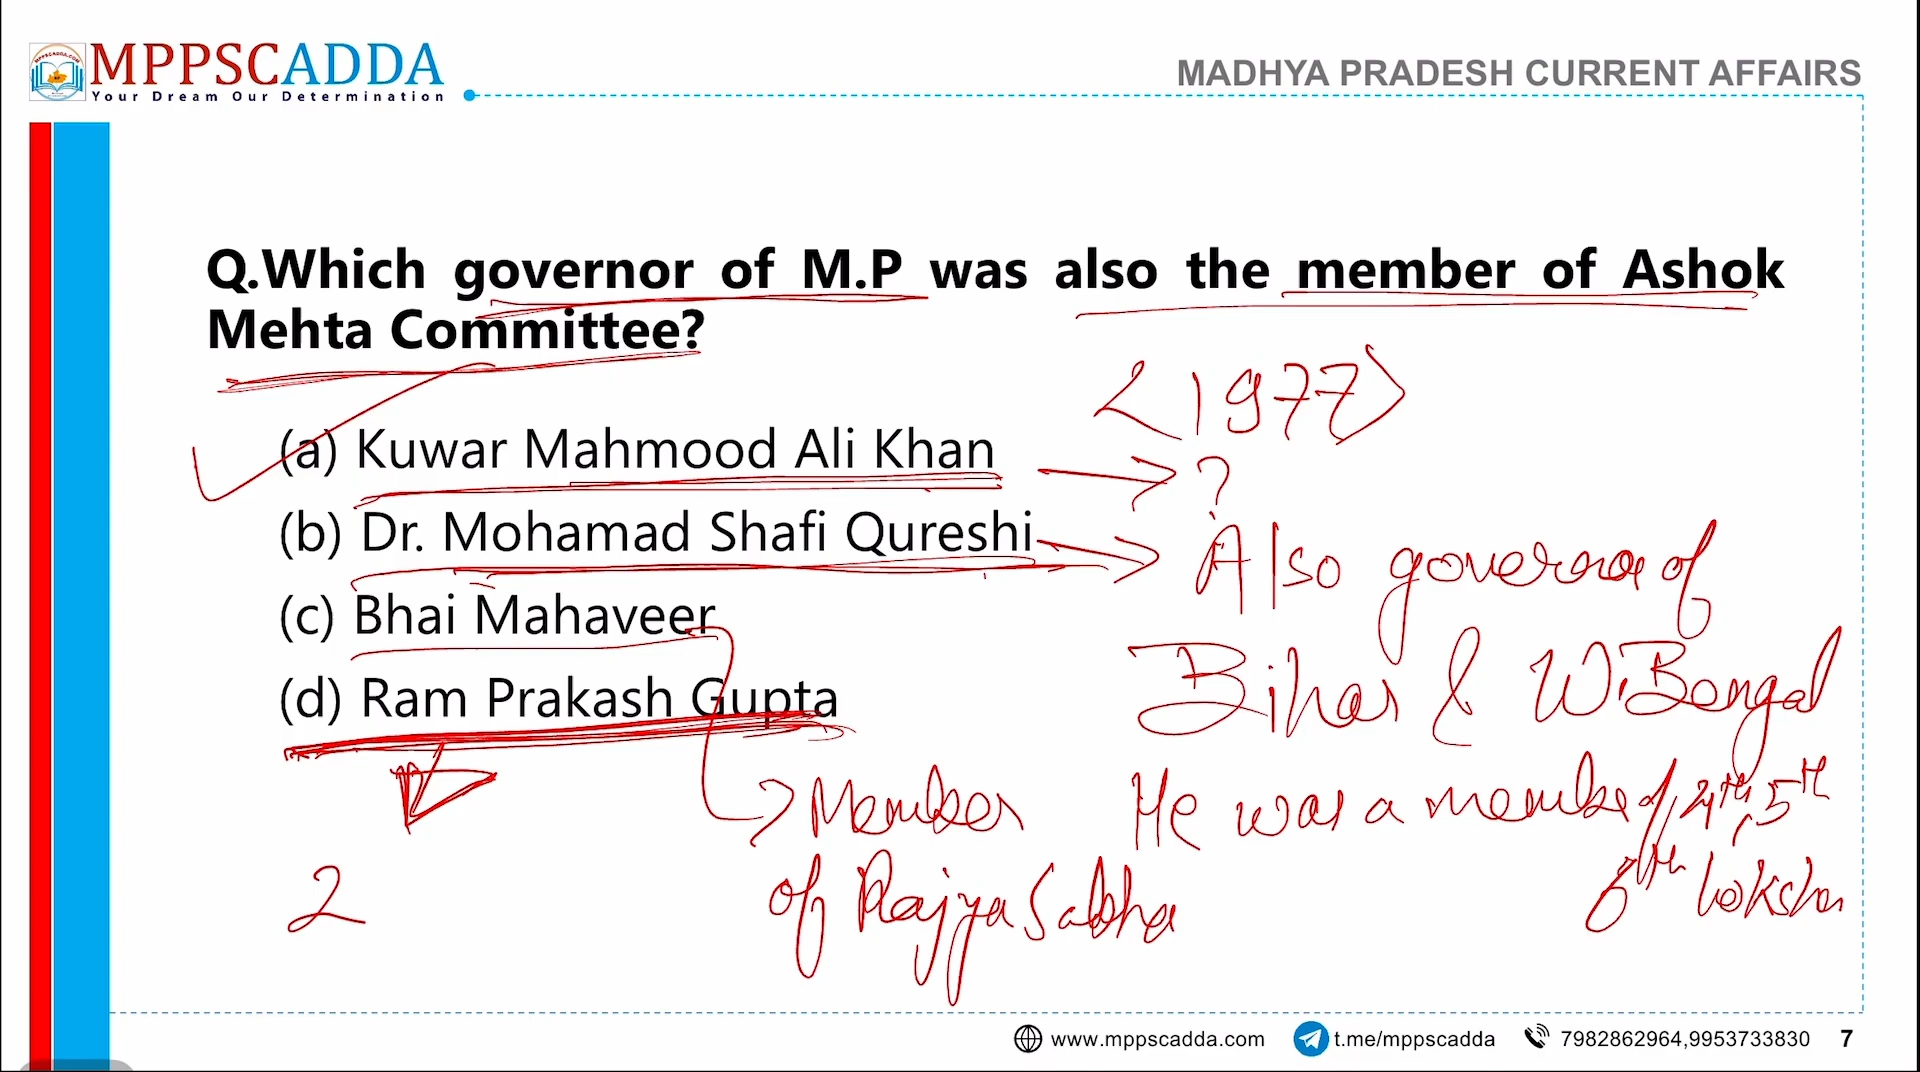 MPPSCADDA
Your Dream Our Determination
MADHYA PRADESH CURRENT AFFAIRS
Q.Which governor of M.P was also the member of Ashok
Mehta Committee?
<1977>
(a) Kuwar Mahmood Ali Khan
?
(b) Dr. Mohamad Shafi Qureshi
Also governor of
(c) Bhai Mahaveer
Bihar & W.Bengal
(d) Ram Prakash Gupta
Member
of Rajya Sabha
He was a member of 4th, 5th
6th
2
www.mppscadda.com
t.me/mppscadda
7982862964,9953733830
7